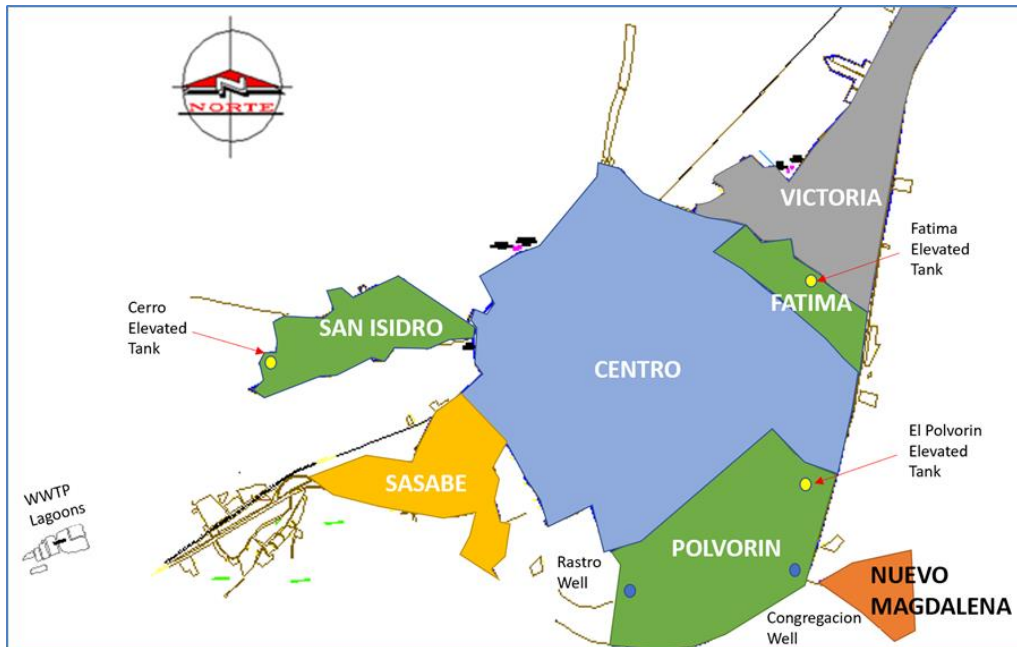 NORTE
VICTORIA
Fatima
Elevated
Tank
FATIMA
Cerro
Elevated
Tank
SAN ISIDRO
CENTRO
El Polvorin
Elevated
Tank
SASABE
WWTP
Lagoons
POLVORIN
Rastro
Well
NUEVO
MAGDALENA
Congregacion
Well